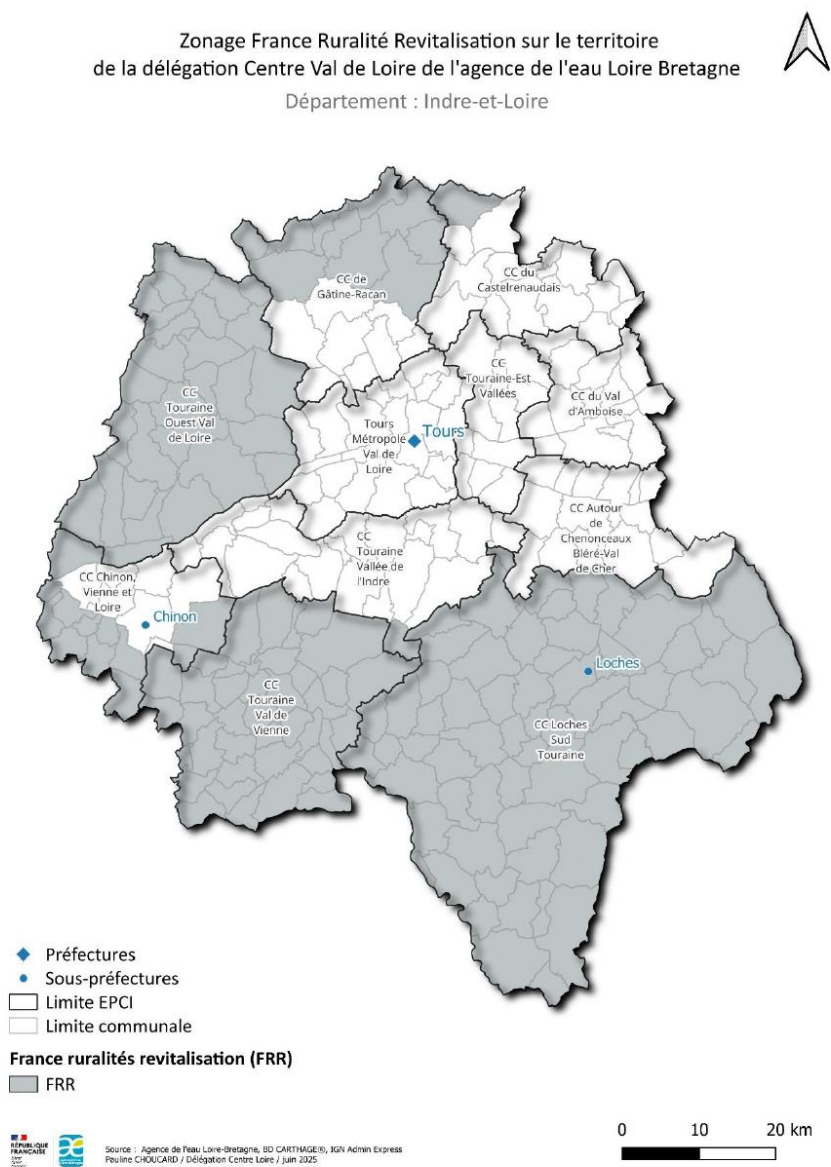 Zonage France Ruralité Revitalisation sur le territoire
de la délégation Centre Val de Loire de l'agence de l'eau Loire Bretagne
Département : Indre-et-Loire
CC de
Gâtine-Racan
CC du
Castelrenaudais
CC
Touraine
Ouest Val
de Loire
CC
Touraine-Est
Vallées
CC du Val
d'Amboise
Tours
Métropole
Val de
Loire
Tours
CC
Touraine
Vallée de
l'Indre
CC Autour
de
Chenonceaux
Bléré-Val
de Cher
CC Chinon,
Vienne et
Loire
Chinon
Loches
CC
Touraine
Val de
Vienne
CC Loches
Sud
Touraine
Préfectures
Sous-préfectures
Limite EPCI
Limite communale
France ruralités revitalisation (FRR)
FRR
RÉPUBLIQUE
FRANÇAISE
Source : Agence de l'eau Loire-Bretagne, BD CARTHAGE®, IGN Admin Express
Pauline CHOUCARD / Délégation Centre Loire / juin 2025
0 10 20 km